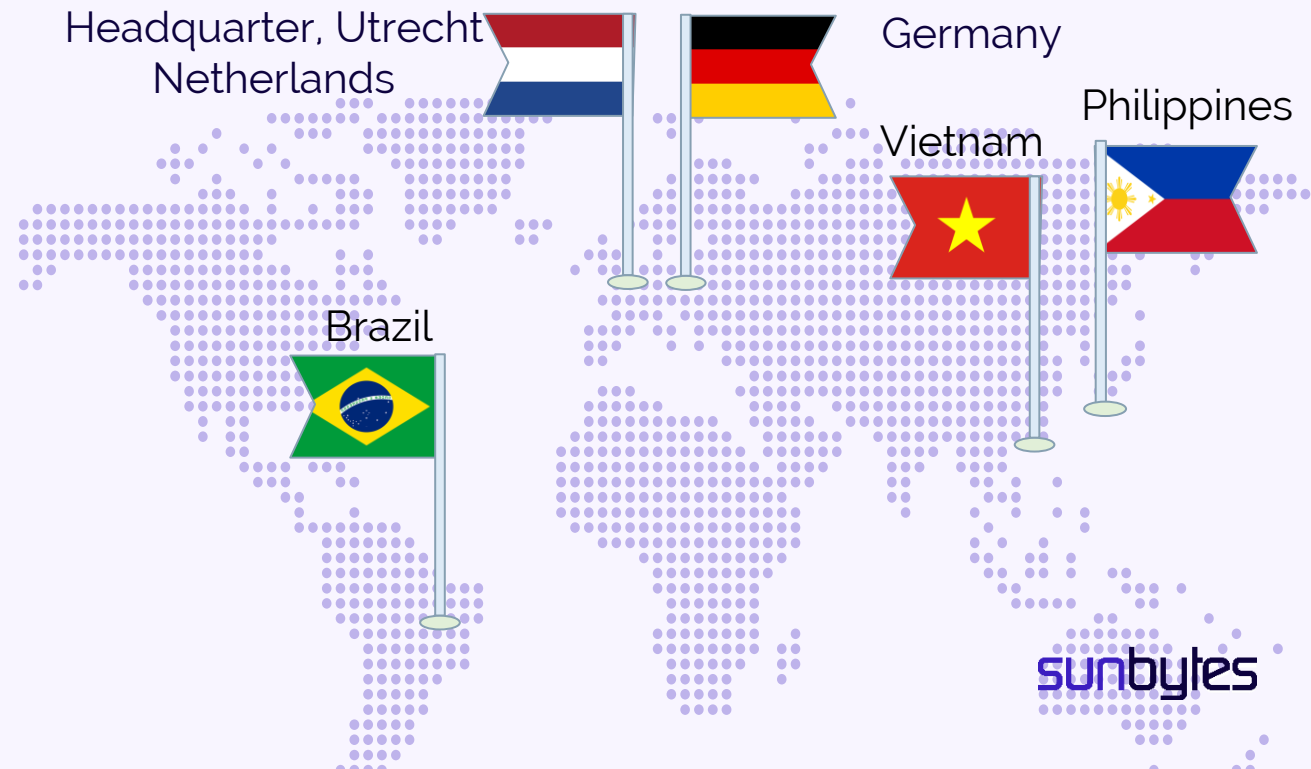 Headquarter, Utrecht
Netherlands
Germany
Philippines
Vietnam
Brazil
sunbytes